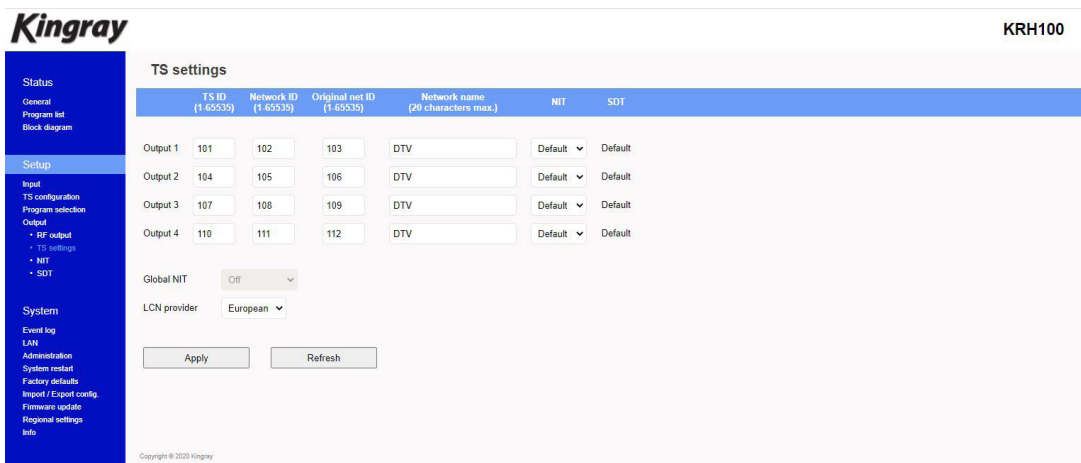 Kingray
KRH100
Status
General
Program list
Block diagram
Setup
Input
TS configuration
Program selection
Output
• RF output
• TS settings
• NIT
• SDT
System
Event log
LAN
Administration
System restart
Factory defaults
Import / Export config.
Firmware update
Regional settings
Info
TS settings
TS ID (1-65535) Network ID (1-65535) Original net ID (1-65535) Network name (20 characters max.) NIT SDT
Output 1 101 102 103 DTV Default Default
Output 2 104 105 106 DTV Default Default
Output 3 107 108 109 DTV Default Default
Output 4 110 111 112 DTV Default Default
Global NIT Off
LCN provider European
Apply Refresh
Copyright © 2020 Kingray